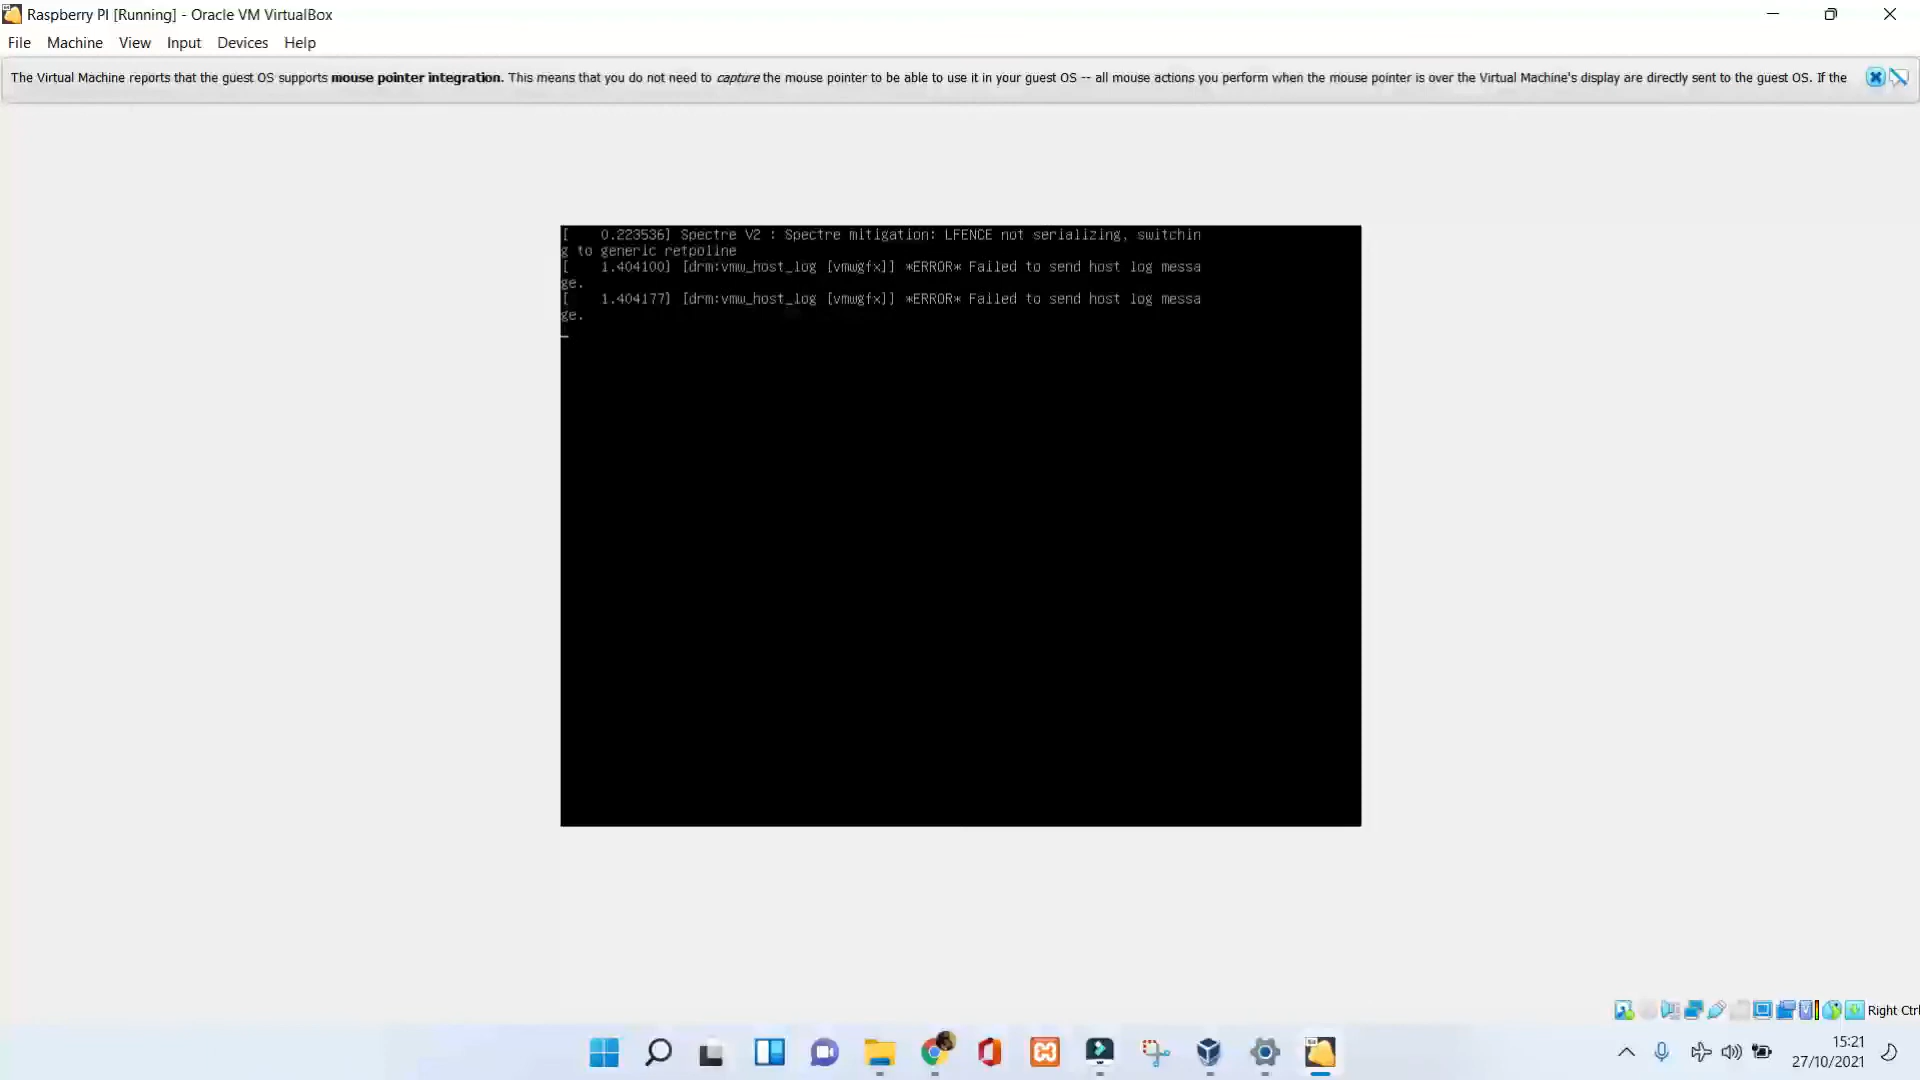 Raspberry PI [Running] - Oracle VM VirtualBox
File Machine View Input Devices Help
The Virtual Machine reports that the guest OS supports mouse pointer integration. This means that you do not need to capture the mouse pointer to be able to use it in your guest OS -- all mouse actions you perform when the mouse pointer is over the Virtual Machine's display are directly sent to the guest OS. If the
[    0.223536] Spectre V2 : Spectre mitigation: LFENCE not serializing, switchin
g to generic retpoline
[    1.404100] [drm:vmw_host_log [vmwgfx]] *ERROR* Failed to send host log messa
ge.
[    1.404177] [drm:vmw_host_log [vmwgfx]] *ERROR* Failed to send host log messa
ge.
Right Ctrl
15:21
27/10/2021